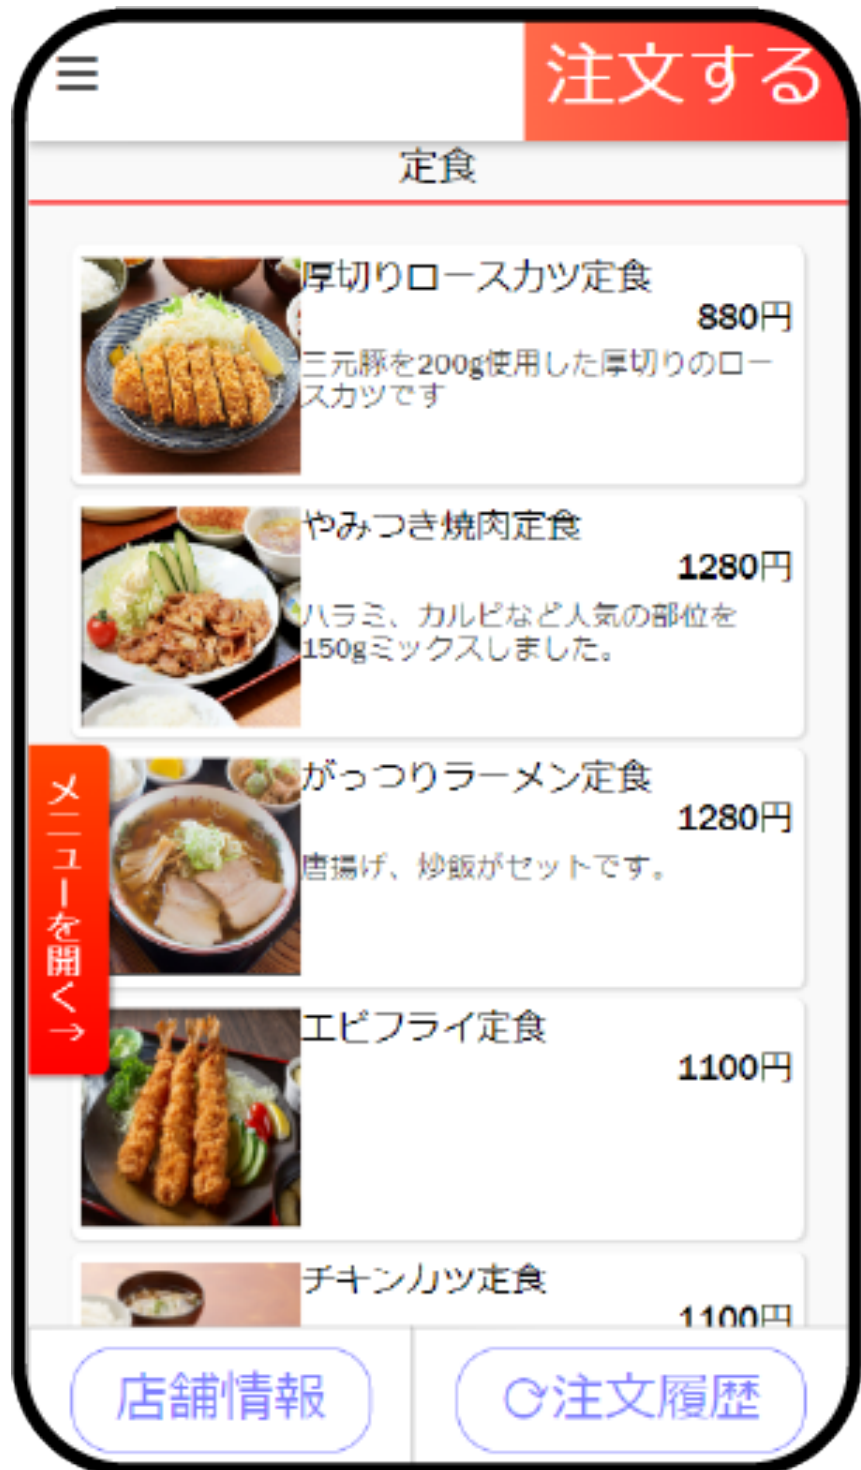 注文する
定食
厚切りロースカツ定食
880円
三元豚を200g使用した厚切りのロー
スカツです
やみつき焼肉定食
1280円
ハラミ、カルビなど人気の部位を
150gミックスしました。
がっつりラーメン定食
1280円
唐揚げ、炒飯がセットです。
メニューを開く→
エビフライ定食
1100円
チキンカツ定食
1100円
店舗情報
⟳注文履歴